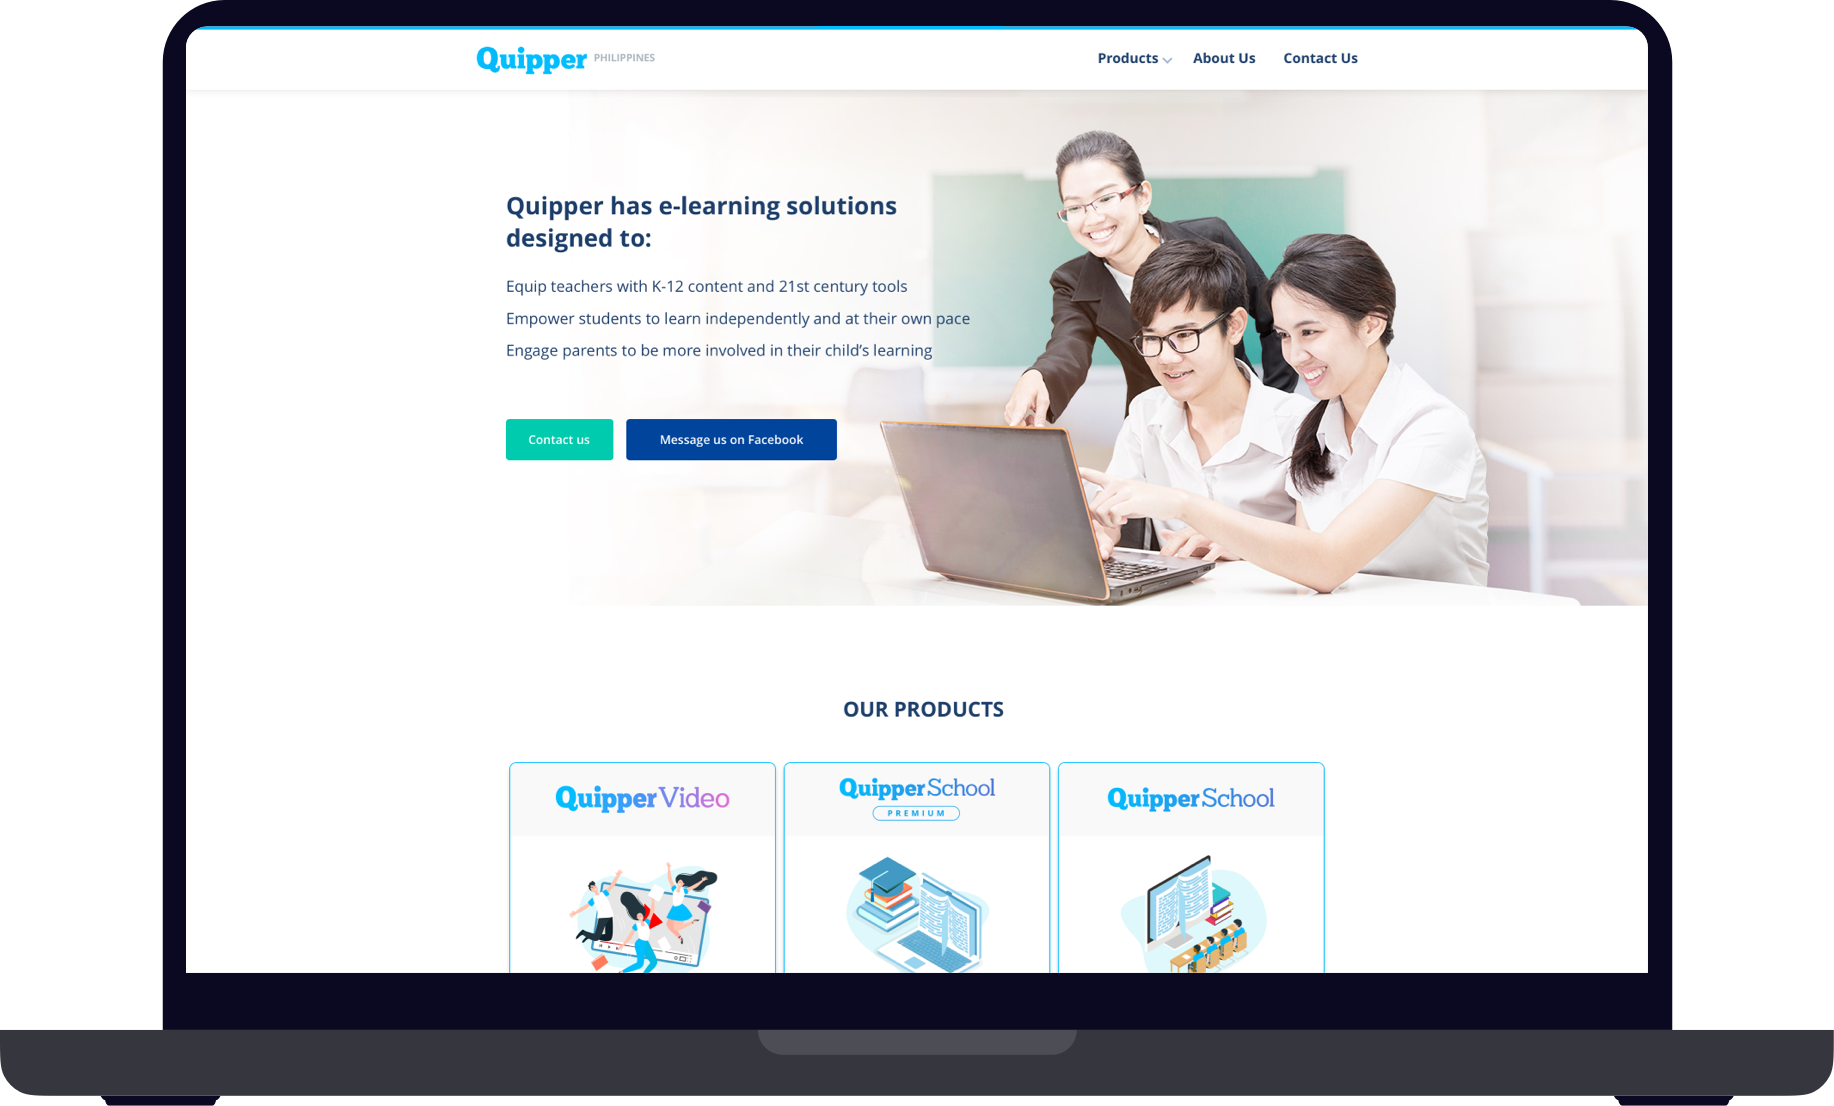 Quipper PHILIPPINES
Products About Us Contact Us
Quipper has e-learning solutions
designed to:
Equip teachers with K-12 content and 21st century tools
Empower students to learn independently and at their own pace
Engage parents to be more involved in their child’s learning
Contact us Message us on Facebook
OUR PRODUCTS
QuipperVideo
QuipperSchool
PREMIUM
QuipperSchool